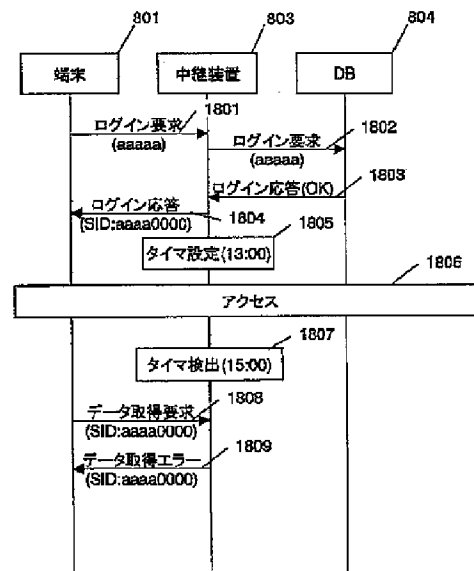 801
803
804
端末
中継装置
DB
1801
ログイン要求
(aaaaa)
1802
ログイン要求
(aaaaa)
1803
ログイン応答(OK)
ログイン応答
1804
(SID:aaaa0000)
1805
タイマ設定(13:00)
1806
アクセス
1807
タイマ検出(15:00)
データ取得要求
1808
(SID:aaaa0000)
1809
データ取得エラー
(SID:aaaa0000)